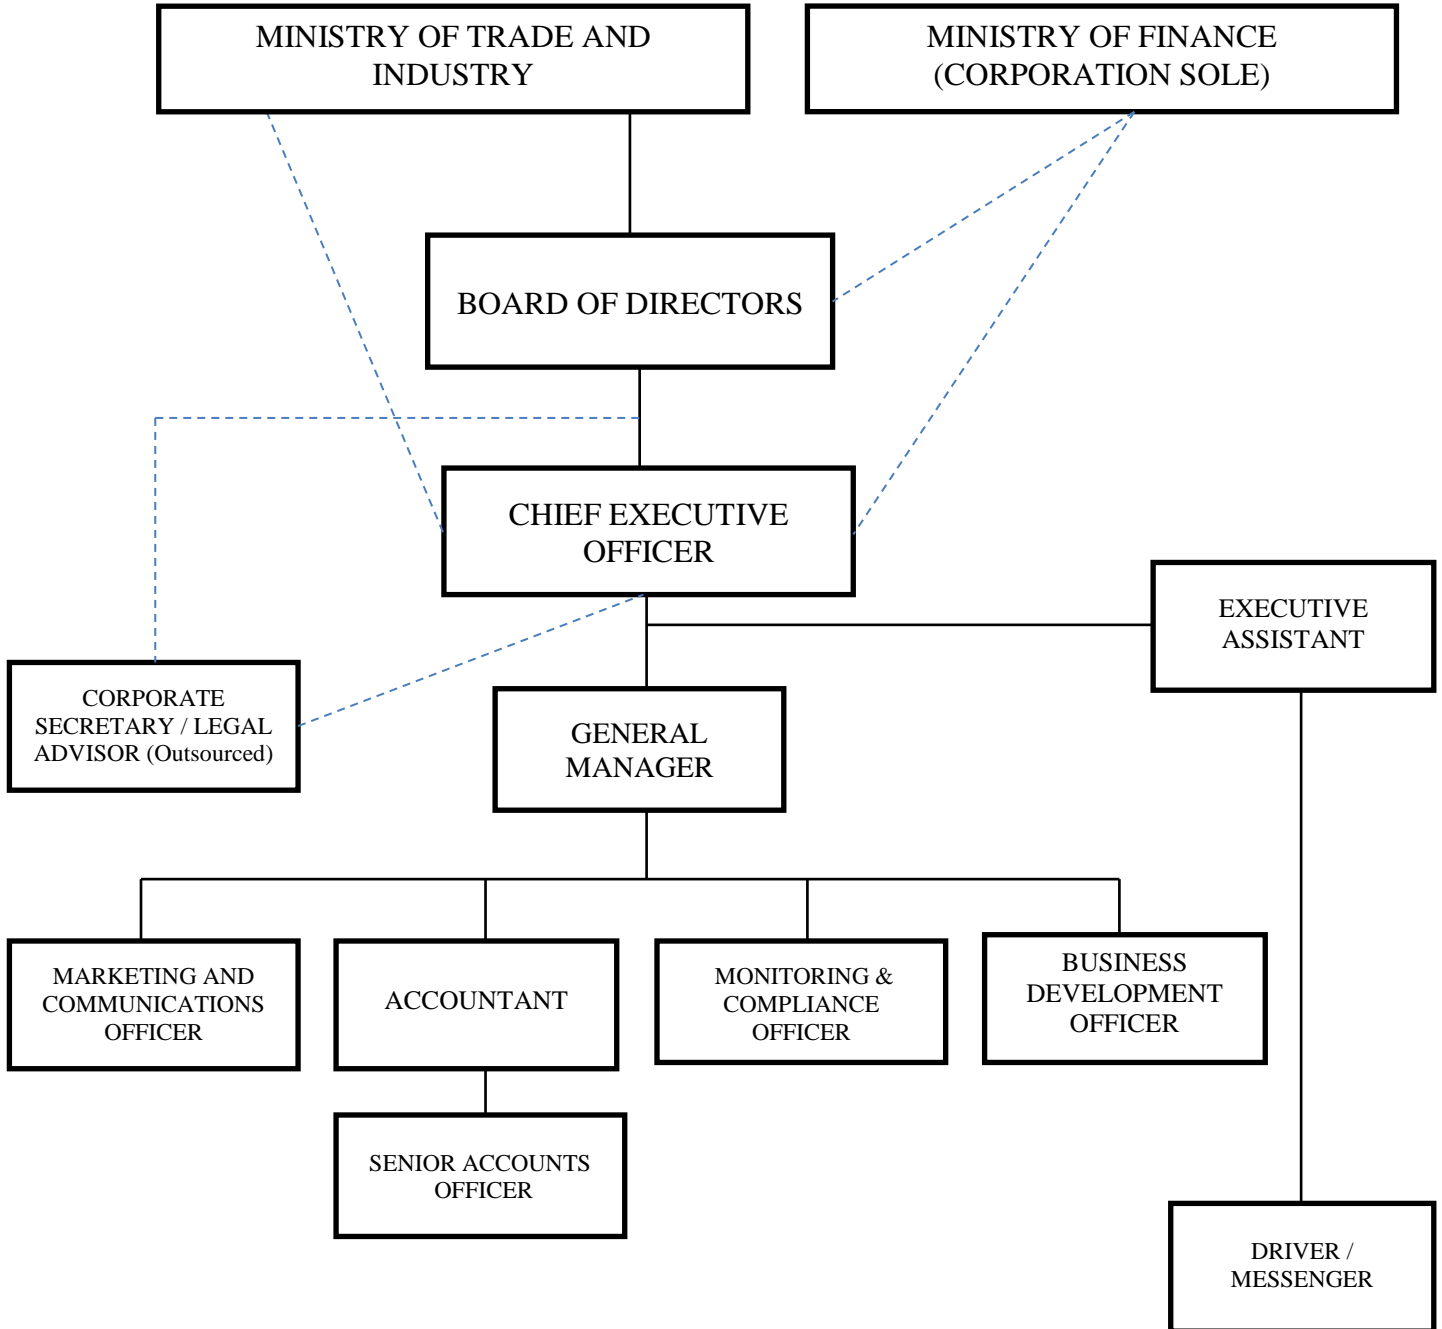 MINISTRY OF TRADE AND
INDUSTRY
MINISTRY OF FINANCE
(CORPORATION SOLE)
BOARD OF DIRECTORS
CHIEF EXECUTIVE
OFFICER
EXECUTIVE
ASSISTANT
CORPORATE
SECRETARY / LEGAL
ADVISOR (Outsourced)
GENERAL
MANAGER
MARKETING AND
COMMUNICATIONS
OFFICER
ACCOUNTANT
MONITORING &
COMPLIANCE
OFFICER
BUSINESS
DEVELOPMENT
OFFICER
SENIOR ACCOUNTS
OFFICER
DRIVER /
MESSENGER